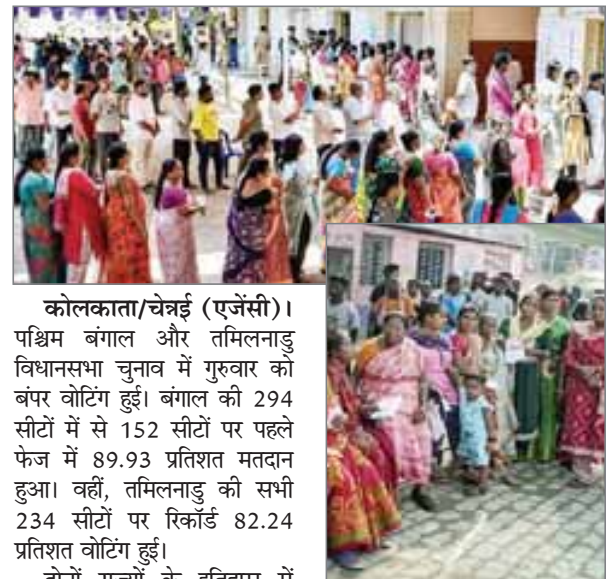 कोलकाता/चेन्नई (एजेंसी)।
पश्चिम बंगाल और तमिलनाडु
विधानसभा चुनाव में गुरुवार को
बंपर वोटिंग हुई। बंगाल की 294
सीटों में से 152 सीटों पर पहले
फेज में 89.93 प्रतिशत मतदान
हुआ। वहीं, तमिलनाडु की सभी
234 सीटों पर रिकॉर्ड 82.24
प्रतिशत वोटिंग हुई।
दोनों राज्यों के इतिहास में